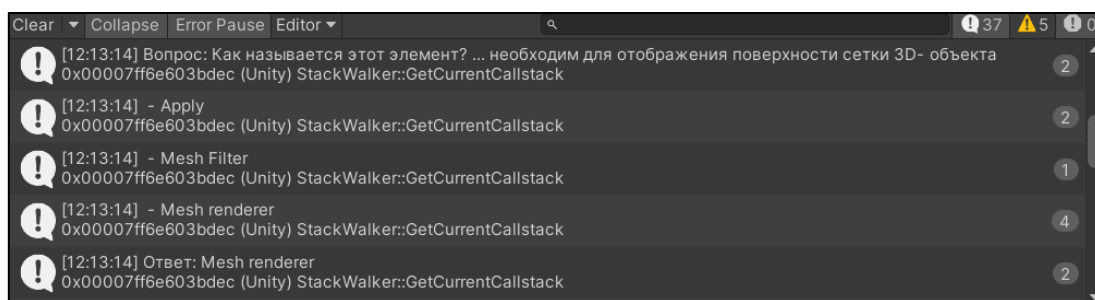 Clear Collapse Error Pause Editor 37 5 0
[12:13:14] Вопрос: Как называется этот элемент? ... необходим для отображения поверхности сетки 3D- объекта
0x00007ff6e603bdec (Unity) StackWalker::GetCurrentCallstack
2
[12:13:14]  - Apply
0x00007ff6e603bdec (Unity) StackWalker::GetCurrentCallstack
2
[12:13:14]  - Mesh Filter
0x00007ff6e603bdec (Unity) StackWalker::GetCurrentCallstack
1
[12:13:14]  - Mesh renderer
0x00007ff6e603bdec (Unity) StackWalker::GetCurrentCallstack
4
[12:13:14] Ответ: Mesh renderer
0x00007ff6e603bdec (Unity) StackWalker::GetCurrentCallstack
2